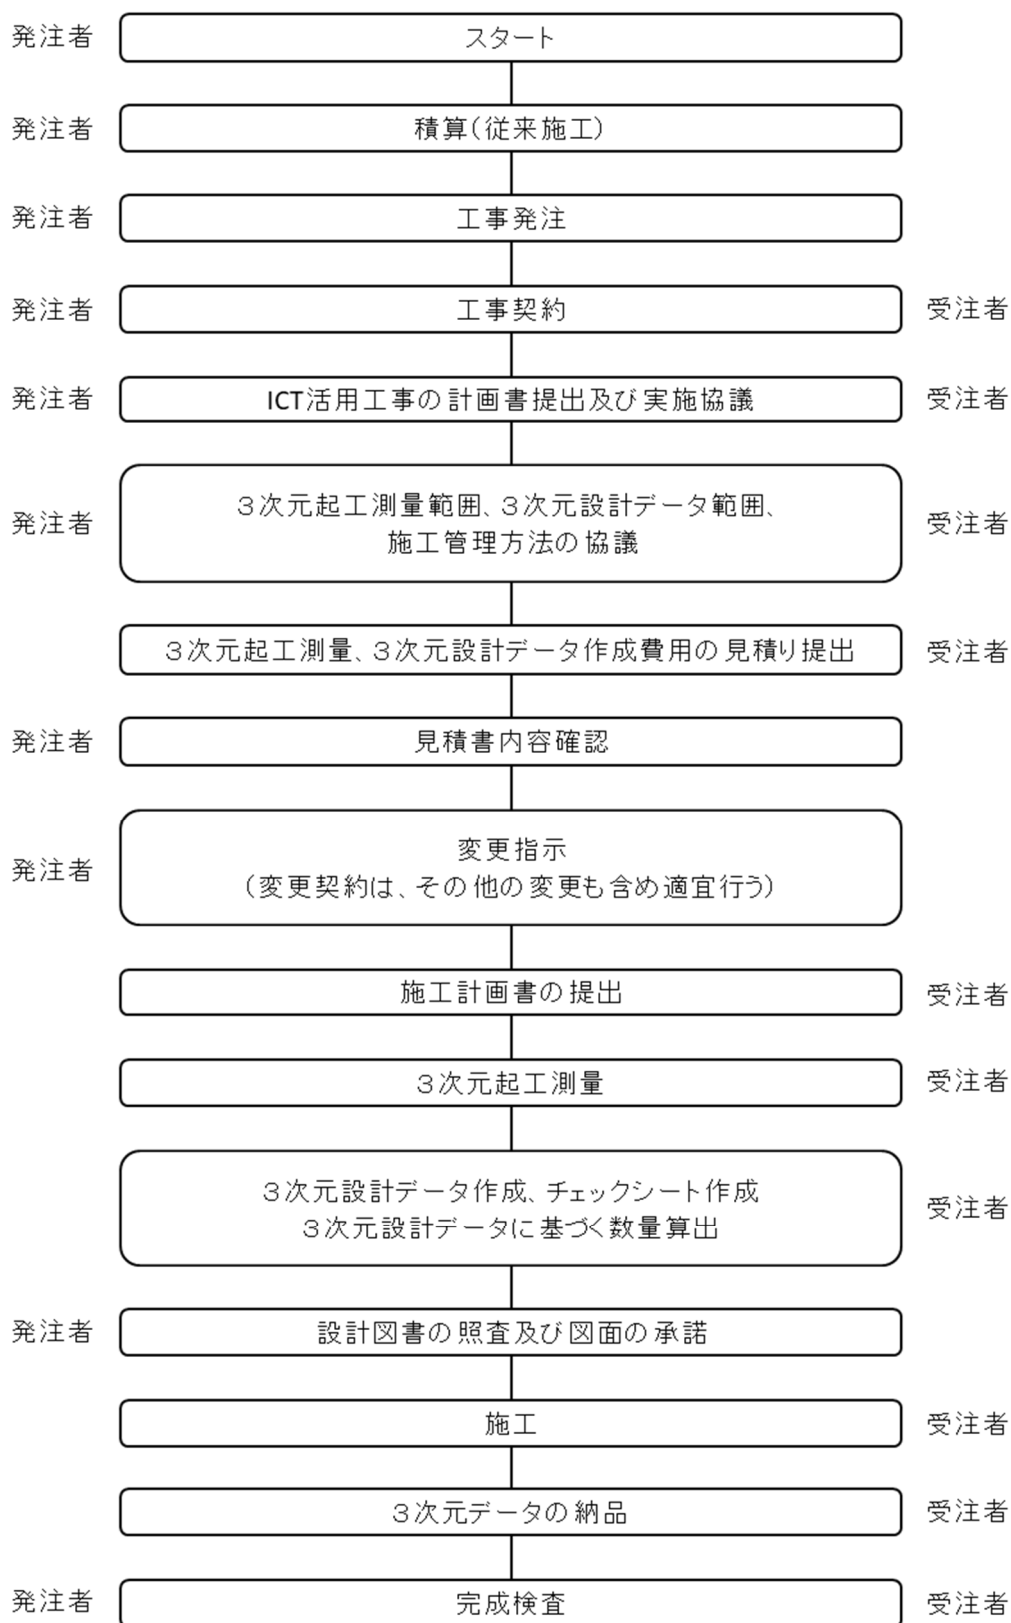 発注者 スタート
発注者 積算(従来施工)
発注者 工事発注
発注者 工事契約 受注者
発注者 ICT活用工事の計画書提出及び実施協議 受注者
3次元起工測量範囲、3次元設計データ範囲、
発注者 施工管理方法の協議 受注者
3次元起工測量、3次元設計データ作成費用の見積り提出 受注者
発注者 見積書内容確認
変更指示
発注者 (変更契約は、その他の変更も含め適宜行う)
施工計画書の提出 受注者
3次元起工測量 受注者
3次元設計データ作成、チェックシート作成
3次元設計データに基づく数量算出 受注者
発注者 設計図書の照査及び図面の承諾
施工 受注者
3次元データの納品 受注者
発注者 完成検査 受注者